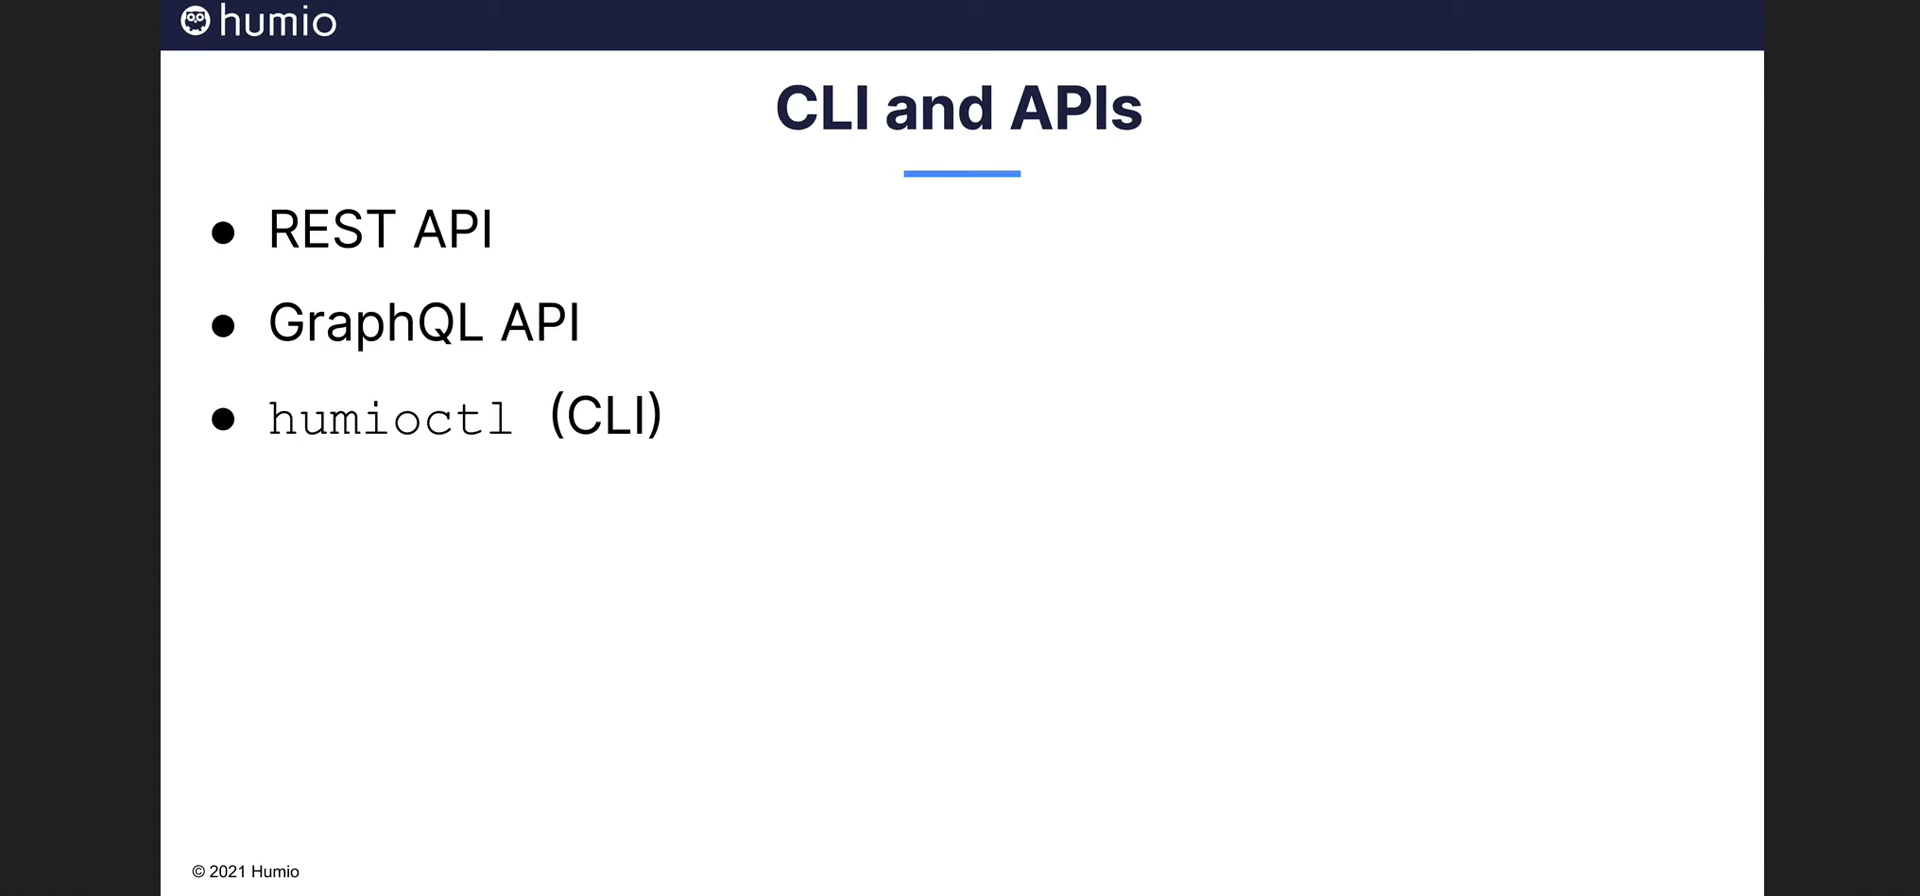 humio
CLI and APIs
● REST API
● GraphQL API
● humioctl (CLI)
© 2021 Humio